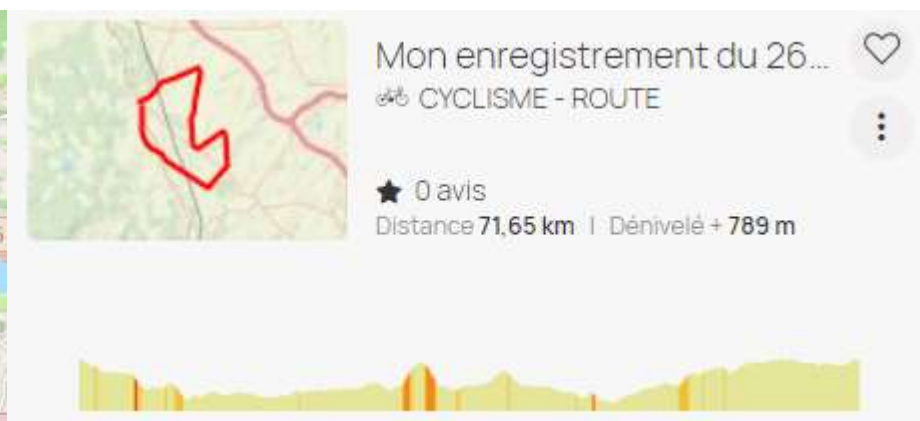 Mon enregistrement du 26...
CYCLISME - ROUTE
0 avis
Distance 71,65 km | Dénivelé + 789 m